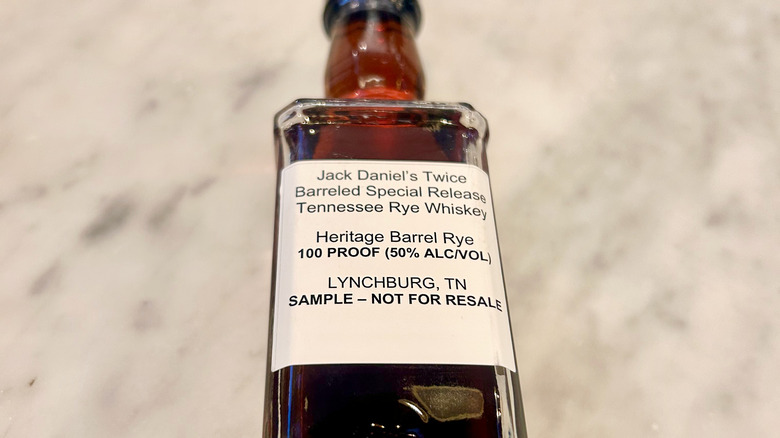 Jack Daniel's Twice
Barreled Special Release
Tennessee Rye Whiskey
Heritage Barrel Rye
100 PROOF (50% ALC/VOL)
LYNCHBURG, TN
SAMPLE – NOT FOR RESALE